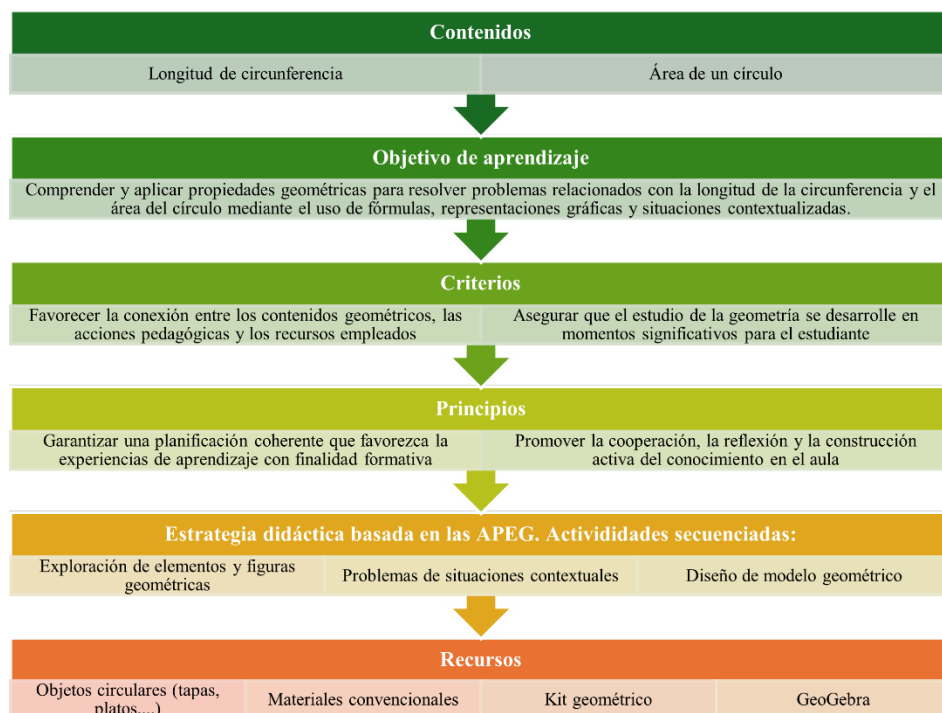 Contenidos
Longitud de circunferencia
Área de un círculo
Objetivo de aprendizaje
Comprender y aplicar propiedades geométricas para resolver problemas relacionados con la longitud de la circunferencia y el
área del círculo mediante el uso de fórmulas, representaciones gráficas y situaciones contextualizadas.
Criterios
Favorecer la conexión entre los contenidos geométricos, las
acciones pedagógicas y los recursos empleados
Asegurar que el estudio de la geometría se desarrolle en
momentos significativos para el estudiante
Principios
Garantizar una planificación coherente que favorezca la
experiencias de aprendizaje con finalidad formativa
Promover la cooperación, la reflexión y la construcción
activa del conocimiento en el aula
Estrategia didáctica basada en las APEG. Activididades secuenciadas:
Exploración de elementos y figuras
geométricas
Problemas de situaciones contextuales
Diseño de modelo geométrico
Recursos
Objetos circulares (tapas,
platos,...)
Materiales convencionales
Kit geométrico
GeoGebra